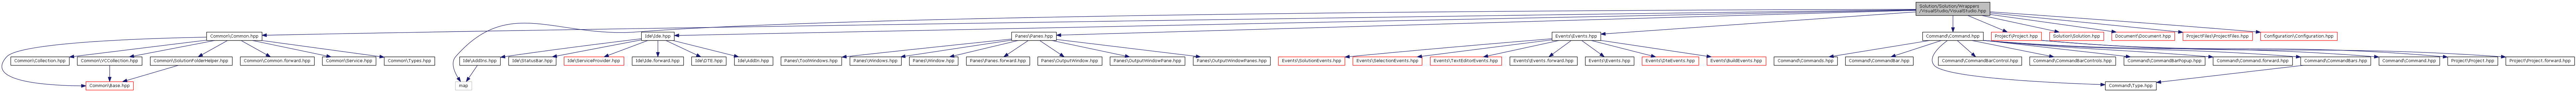 Solution/Solution/Wrappers
/VisualStudio/VisualStudio.hpp
Common\Common.hpp
Ide\Ide.hpp
Panes\Panes.hpp
Events\Events.hpp
Command\Command.hpp
Project\Project.hpp
Solution\Solution.hpp
Document\Document.hpp
ProjectFiles\ProjectFiles.hpp
Configuration\Configuration.hpp
Common\Collection.hpp
Common\VCCollection.hpp
Common\SolutionFolderHelper.hpp
Common\Common.forward.hpp
Common\Service.hpp
Common\Types.hpp
Ide\AddIns.hpp
Ide\StatusBar.hpp
Ide\ServiceProvider.hpp
Ide\Ide.forward.hpp
Ide\DTE.hpp
Ide\AddIn.hpp
Panes\ToolWindows.hpp
Panes\Windows.hpp
Panes\Window.hpp
Panes\Panes.forward.hpp
Panes\OutputWindow.hpp
Panes\OutputWindowPane.hpp
Panes\OutputWindowPanes.hpp
Events\SolutionEvents.hpp
Events\SelectionEvents.hpp
Events\TextEditorEvents.hpp
Events\Events.forward.hpp
Events\Events.hpp
Events\DteEvents.hpp
Events\BuildEvents.hpp
Command\Commands.hpp
Command\CommandBar.hpp
Command\CommandBarControl.hpp
Command\CommandBarControls.hpp
Command\CommandBarPopup.hpp
Command\Command.forward.hpp
Command\CommandBars.hpp
Command\Command.hpp
Project\Project.hpp
Project\Project.forward.hpp
Common\Base.hpp
map
Command\Type.hpp